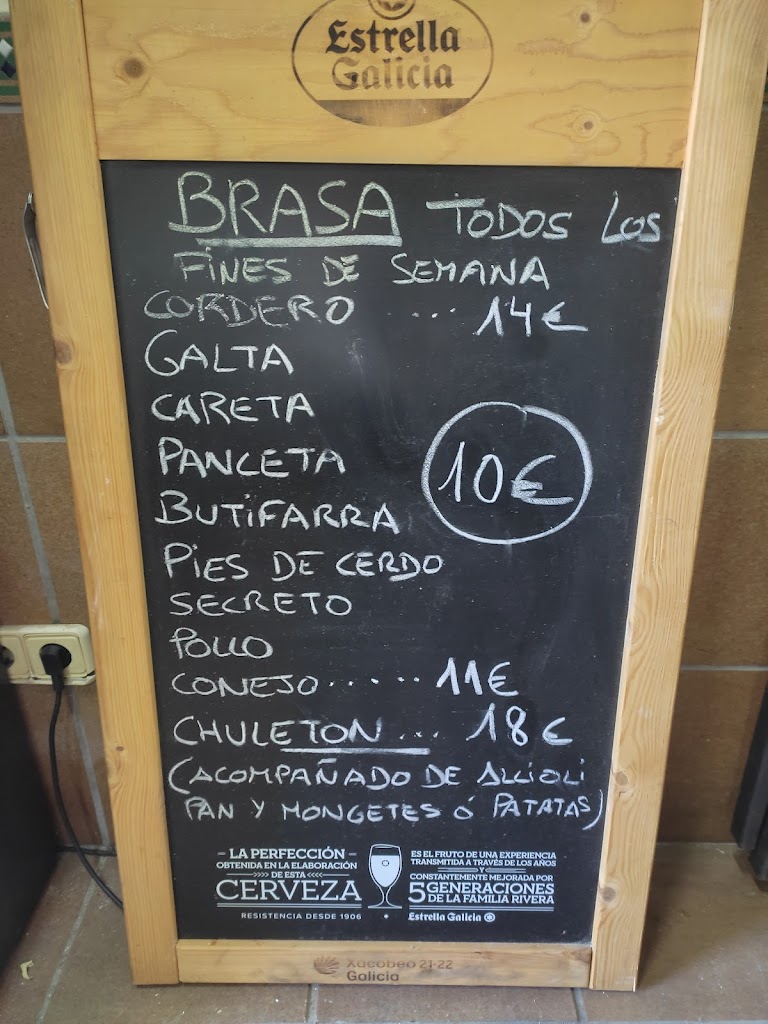 Estrella
Galicia
BRASA TODOS LOS
FINES DE SEMANA
CORDERO .... 14€
GALTA
CARETA
PANCETA
10€
BUTIFARRA
PIES DE CERDO
SECRETO
POLLO
CONEJO...... 11€
CHULETON... 18€
(ACOMPAÑADO DE ALLIOLI
PAN Y MONGETES Ó PATATAS)
- LA PERFECCIÓN -
OBTENIDA EN LA ELABORACIÓN
>>>> DE ESTA <<<<
CERVEZA
RESISTENCIA DESDE 1906
ES EL FRUTO DE UNA EXPERIENCIA
TRANSMITIDA A TRAVÉS DE LOS AÑOS
Y
CONSTANTEMENTE MEJORADA POR
5 GENERACIONES
DE LA FAMILIA RIVERA
Estrella Galicia
Xacobeo 21·22
Galicia